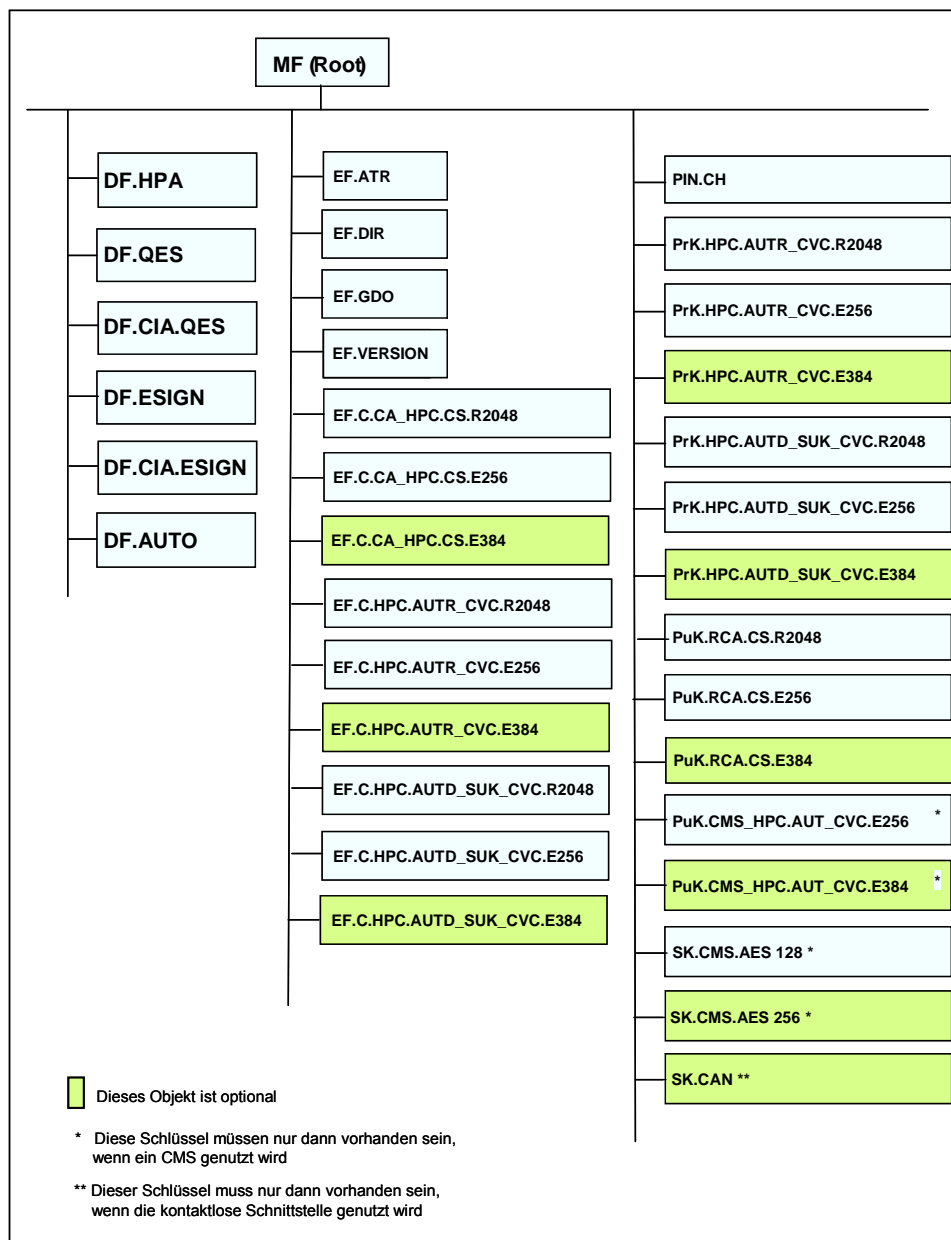 MF (Root)
DF.HPA
DF.QES
DF.CIA.QES
DF.ESIGN
DF.CIA.ESIGN
DF.AUTO
EF.ATR
EF.DIR
EF.GDO
EF.VERSION
EF.C.CA_HPC.CS.R2048
EF.C.CA_HPC.CS.E256
EF.C.CA_HPC.CS.E384
EF.C.HPC.AUTR_CVC.R2048
EF.C.HPC.AUTR_CVC.E256
EF.C.HPC.AUTR_CVC.E384
EF.C.HPC.AUTD_SUK_CVC.R2048
EF.C.HPC.AUTD_SUK_CVC.E256
EF.C.HPC.AUTD_SUK_CVC.E384
PIN.CH
PrK.HPC.AUTR_CVC.R2048
PrK.HPC.AUTR_CVC.E256
PrK.HPC.AUTR_CVC.E384
PrK.HPC.AUTD_SUK_CVC.R2048
PrK.HPC.AUTD_SUK_CVC.E256
PrK.HPC.AUTD_SUK_CVC.E384
PuK.RCA.CS.R2048
PuK.RCA.CS.E256
PuK.RCA.CS.E384
PuK.CMS_HPC.AUT_CVC.E256 *
PuK.CMS_HPC.AUT_CVC.E384 *
SK.CMS.AES 128 *
SK.CMS.AES 256 *
SK.CAN **
Dieses Objekt ist optional
* Diese Schlüssel müssen nur dann vorhanden sein,
wenn ein CMS genutzt wird
** Dieser Schlüssel muss nur dann vorhanden sein,
wenn die kontaktlose Schnittstelle genutzt wird